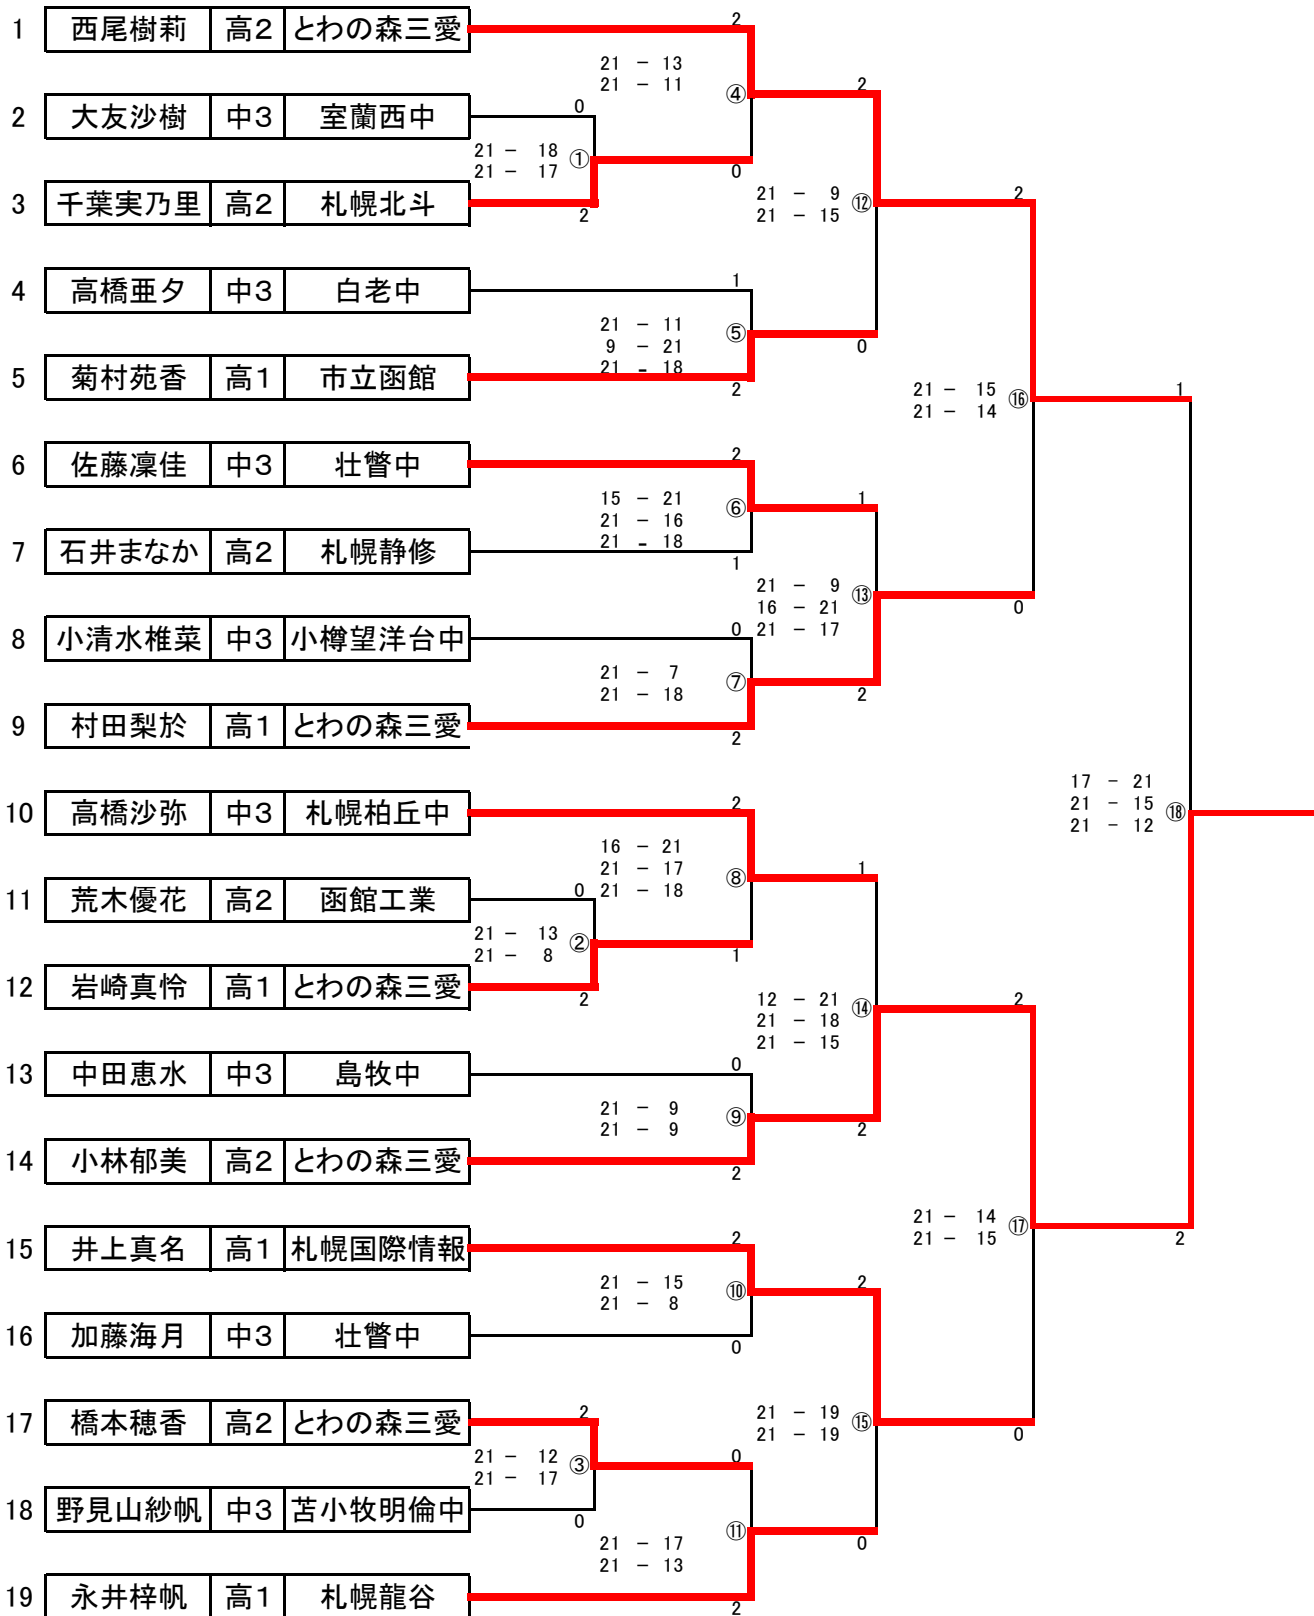 1 西尾樹莉 高2 とわの森三愛 2
21 - 13
21 - 11
④ 2
2 大友沙樹 中3 室蘭西中 0
21 - 18
21 - 17
① 0
3 千葉実乃里 高2 札幌北斗 2
21 - 9
21 - 15
⑫ 2
4 高橋亜夕 中3 白老中 1
21 - 11
9 - 21
21 - 18
⑤ 0
5 菊村苑香 高1 市立函館 2
21 - 15
21 - 14
⑯ 1
6 佐藤凜佳 中3 壮瞥中 2
15 - 21
21 - 16
21 - 18
⑥ 1
7 石井まなか 高2 札幌静修 1
21 - 9
16 - 21
21 - 17
⑬ 0
8 小清水椎菜 中3 小樽望洋台中 0
21 - 7
21 - 18
⑦ 2
9 村田梨於 高1 とわの森三愛 2
17 - 21
21 - 15
21 - 12
⑱
10 高橋沙弥 中3 札幌柏丘中 2
16 - 21
21 - 17
21 - 18
⑧ 1
11 荒木優花 高2 函館工業 0
21 - 13
21 - 8
② 1
12 岩崎真怜 高1 とわの森三愛 2
12 - 21
21 - 18
21 - 15
⑭ 2
13 中田恵水 中3 島牧中 0
21 - 9
21 - 9
⑨ 2
14 小林郁美 高2 とわの森三愛 2
21 - 14
21 - 15
⑰ 2
15 井上真名 高1 札幌国際情報 2
21 - 15
21 - 8
⑩ 2
16 加藤海月 中3 壮瞥中 0
17 橋本穂香 高2 とわの森三愛 2
21 - 19
21 - 19
⑮ 0
21 - 12
21 - 17
③ 0
18 野見山紗帆 中3 苫小牧明倫中 0
21 - 17
21 - 13
⑪ 0
19 永井梓帆 高1 札幌龍谷 2